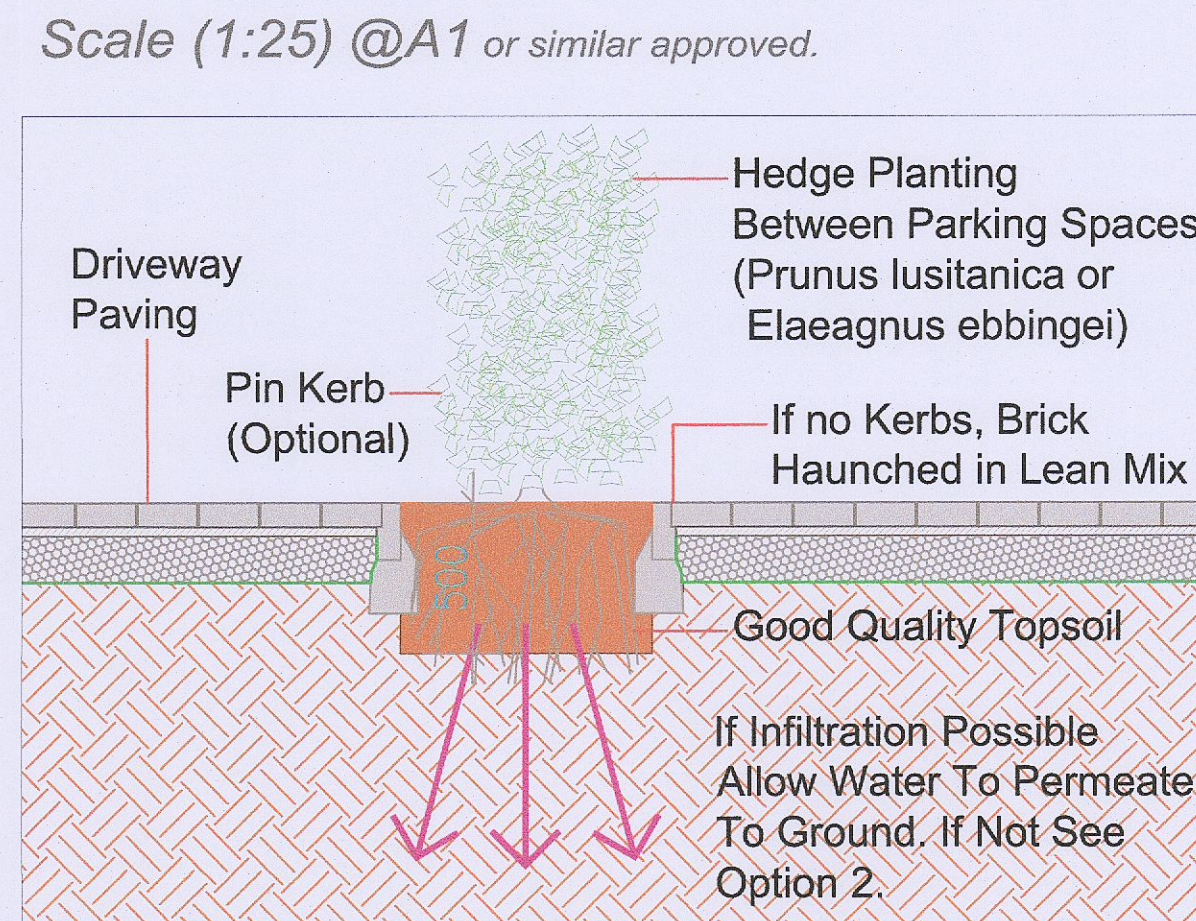 Scale (1:25) @A1 or similar approved.
Hedge Planting
Between Parking Spaces
(Prunus lusitanica or
Elaeagnus ebbingei)
Driveway
Paving
Pin Kerb
(Optional)
If no Kerbs, Brick
Haunched in Lean Mix
500
Good Quality Topsoil
If Infiltration Possible
Allow Water To Permeate
To Ground. If Not See
Option 2.